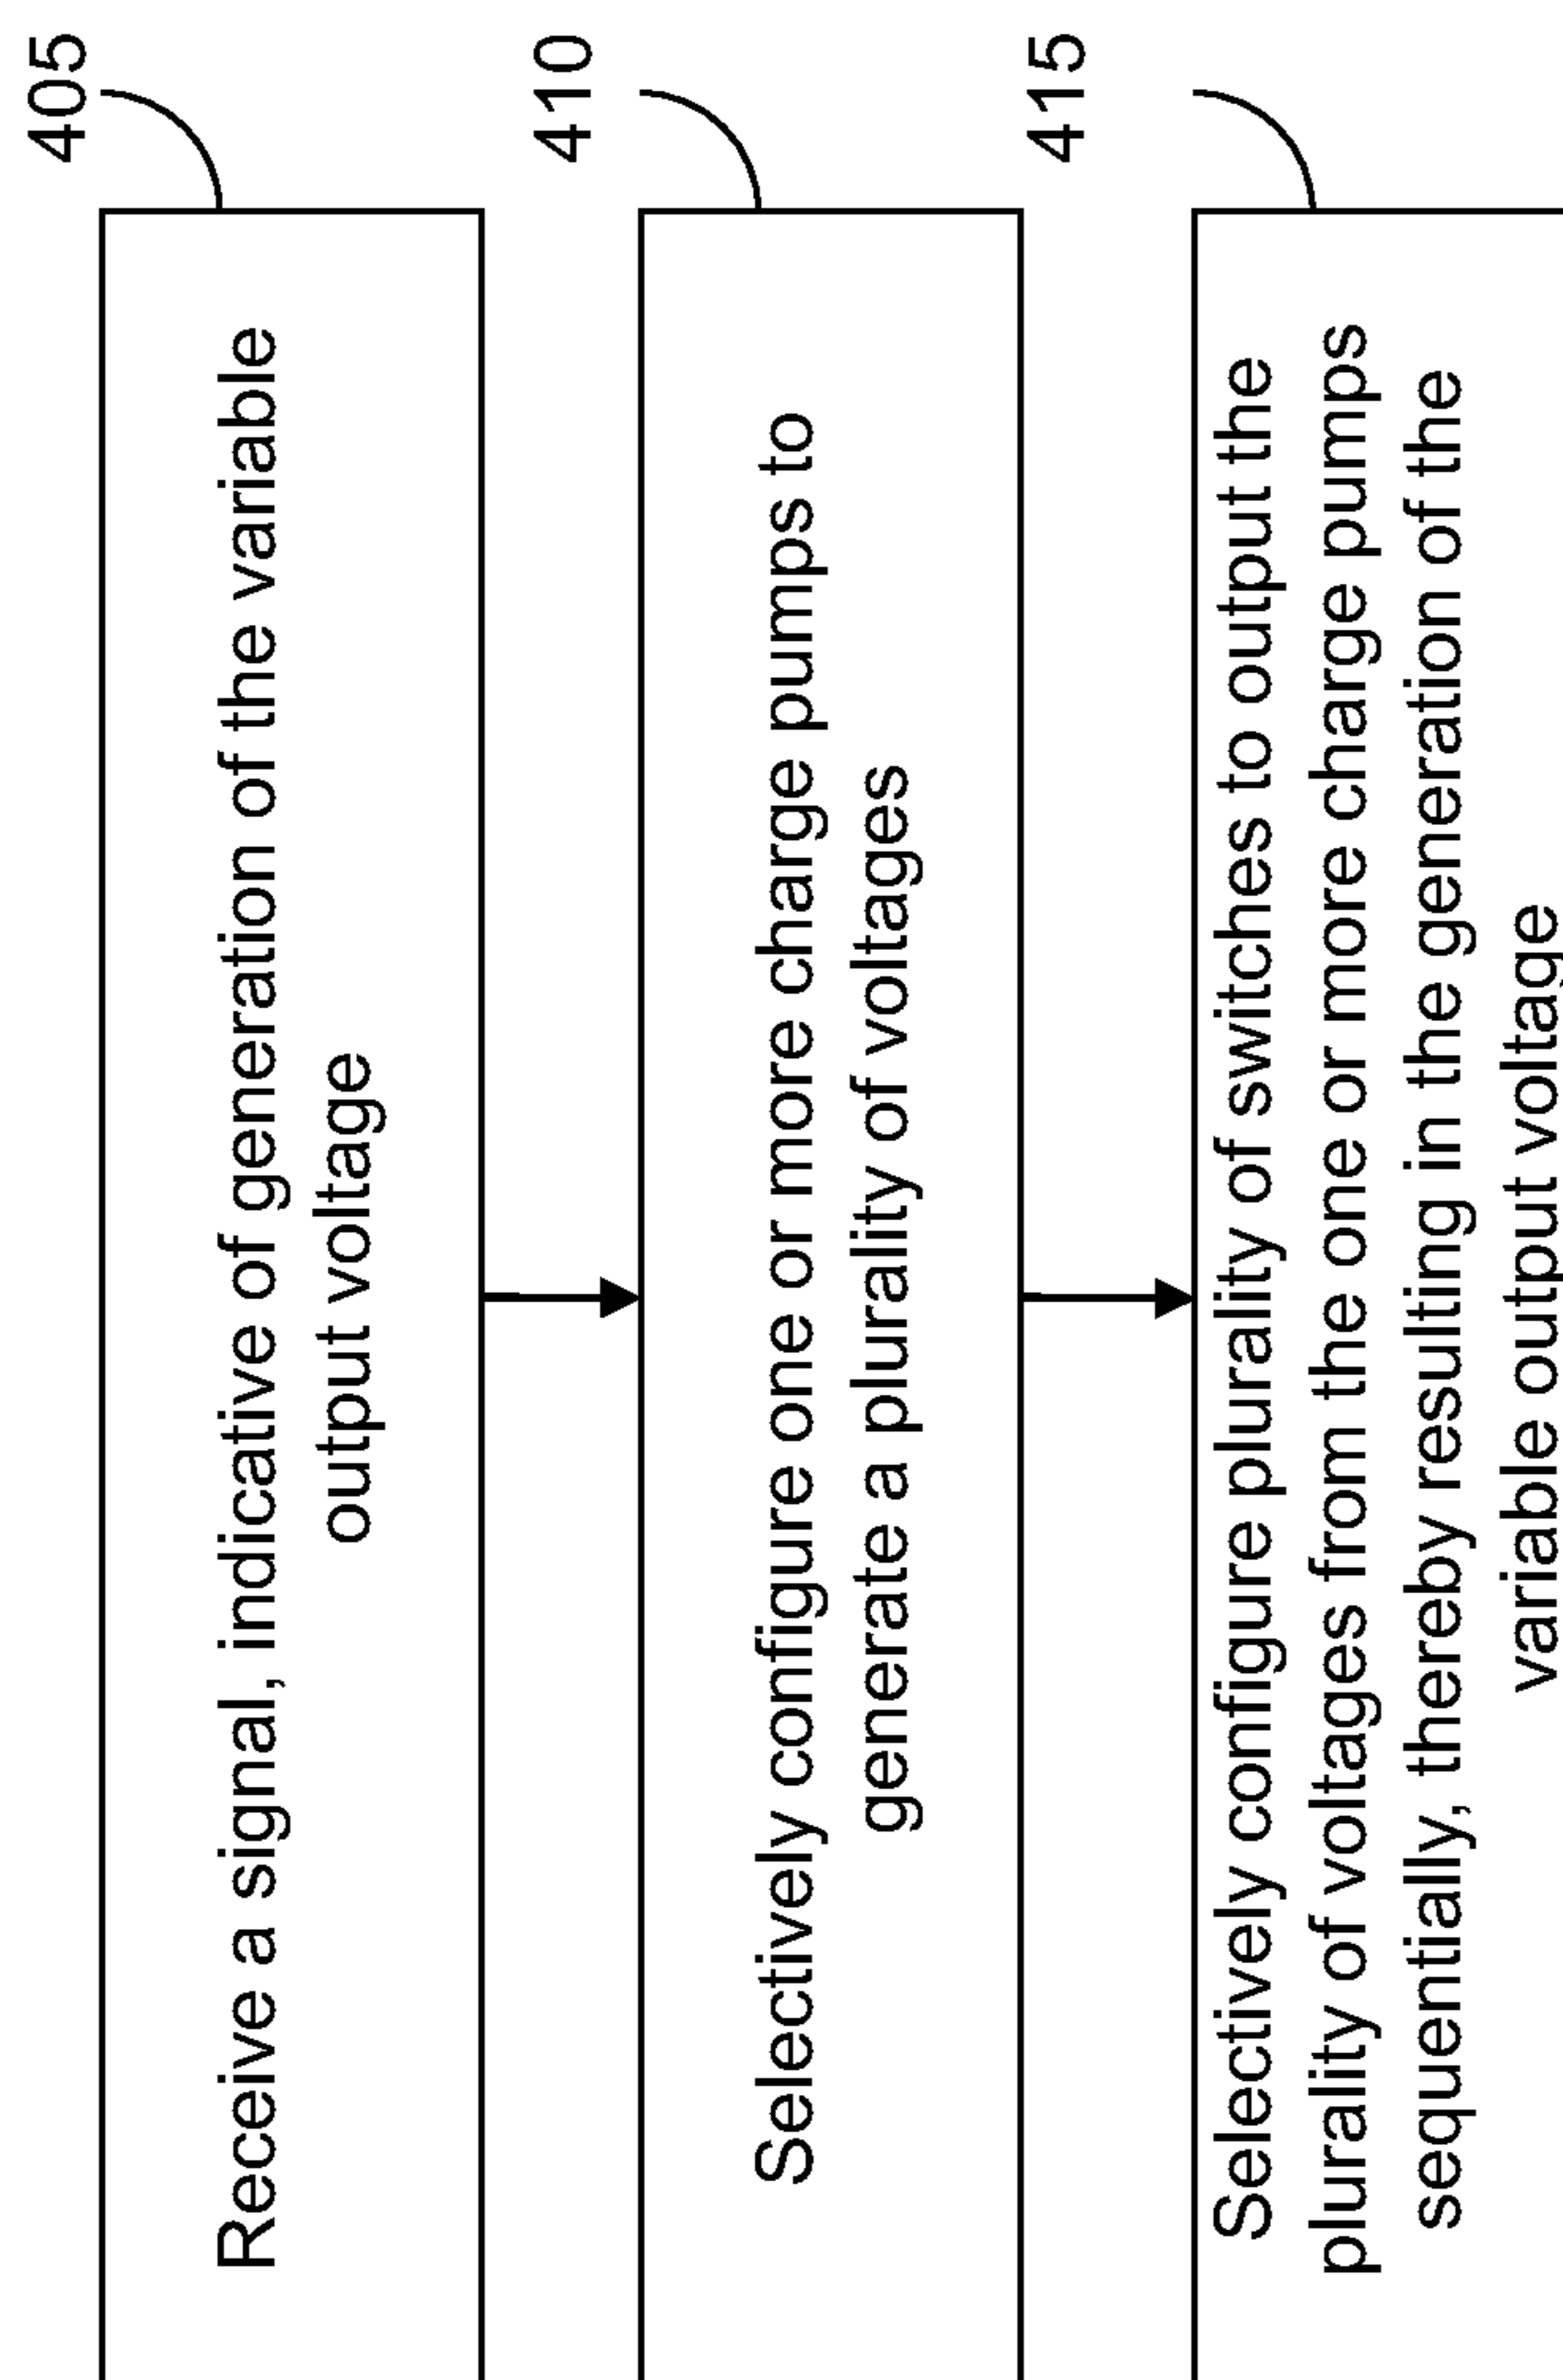 405
Receive a signal, indicative of generation of the variable
output voltage
410
Selectively configure one or more charge pumps to
generate a plurality of voltages
415
Selectively configure plurality of switches to output the
plurality of voltages from the one or more charge pumps
sequentially, thereby resulting in the generation of the
variable output voltage